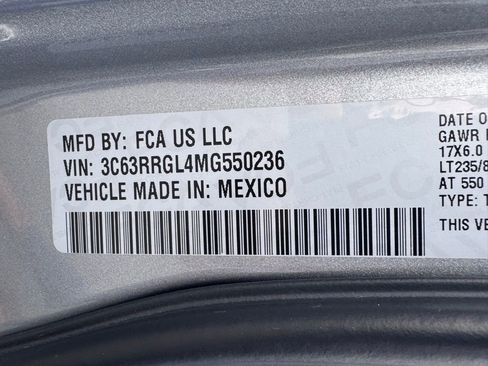 MFD BY: FCA US LLC
VIN: 3C63RRGL4MG550236
VEHICLE MADE IN: MEXICO
DATE O
GAWR
17X6.0
LT235/8
AT 550
TYPE: T
THIS VE